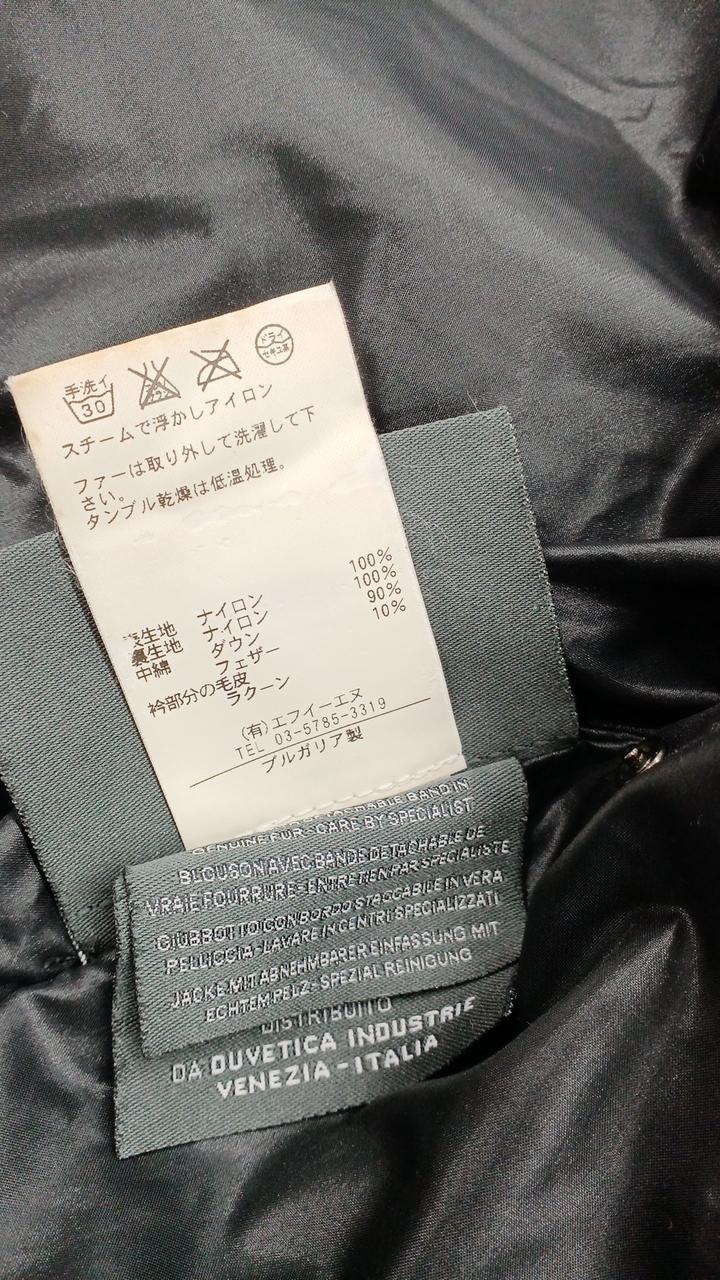 手洗イ
30
ドライ
セキユ系
スチームで浮かしアイロン
ファーは取り外して洗濯して下
さい。
タンブル乾燥は低温処理。
表生地 ナイロン 100%
裏生地 ナイロン 100%
中綿 ダウン 90%
フェザー 10%
衿部分の毛皮
ラクーン
(有)エフイーエヌ
TEL 03-5785-3319
ブルガリア製
BAND IN
GENUINE FUR - CARE BY SPECIALIST
BLOUSON AVEC BANDE DETACHABLE DE
VRAIE FOURRURE - ENTRETIEN PAR SPECIALISTE
GIUBBOTTO CON BORDO STACCABILE IN VERA
PELLICCIA - LAVARE IN CENTRI SPECIALIZZATI
JACKE MIT ABNEHMBARER EINFASSUNG MIT
ECHTEM PELZ - SPEZIAL REINIGUNG
DISTRIBUITO
DA DUVETICA INDUSTRIE
VENEZIA - ITALIA